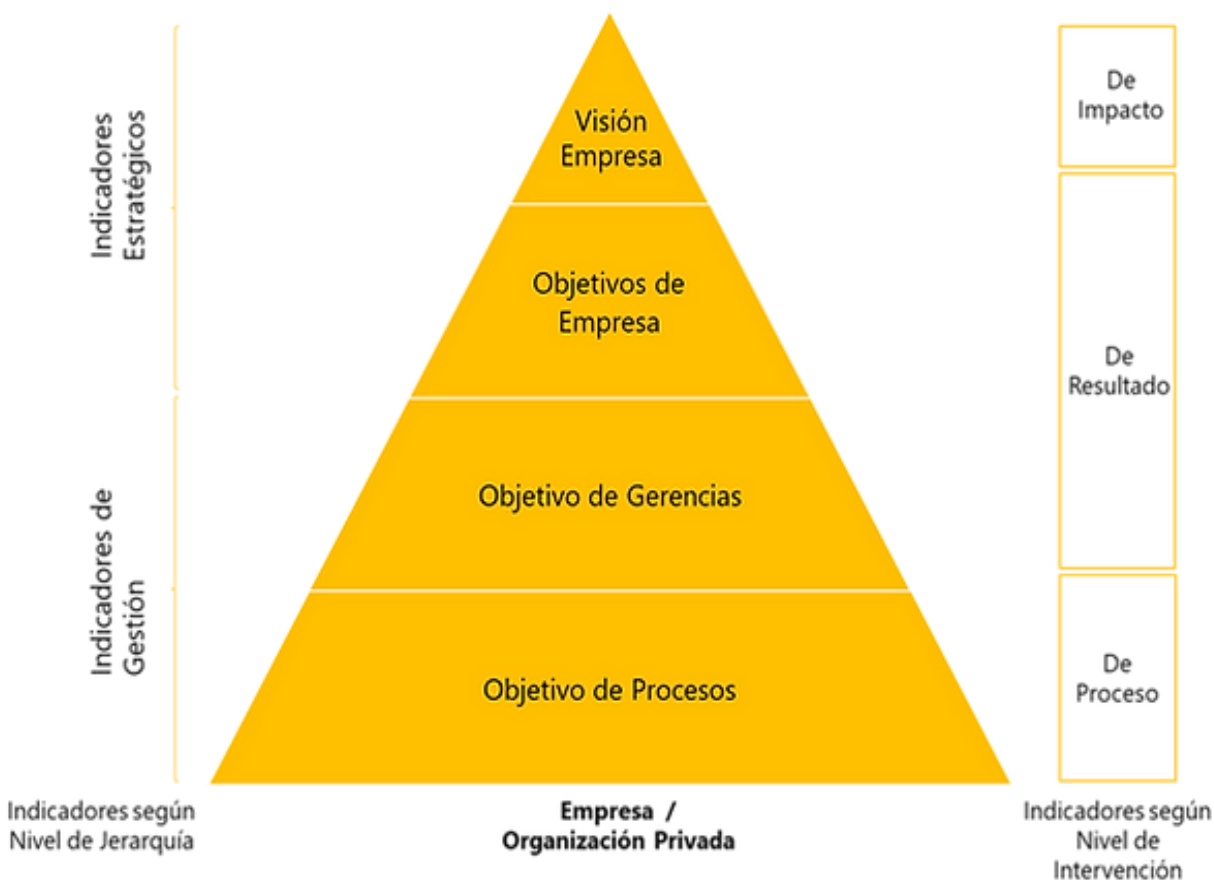 Indicadores
Estratégicos
Indicadores de
Gestión
Indicadores según
Nivel de Jerarquía
Visión
Empresa
Objetivos de
Empresa
Objetivo de Gerencias
Objetivo de Procesos
Empresa /
Organización Privada
De
Impacto
De
Resultado
De
Proceso
Indicadores según
Nivel de
Intervención